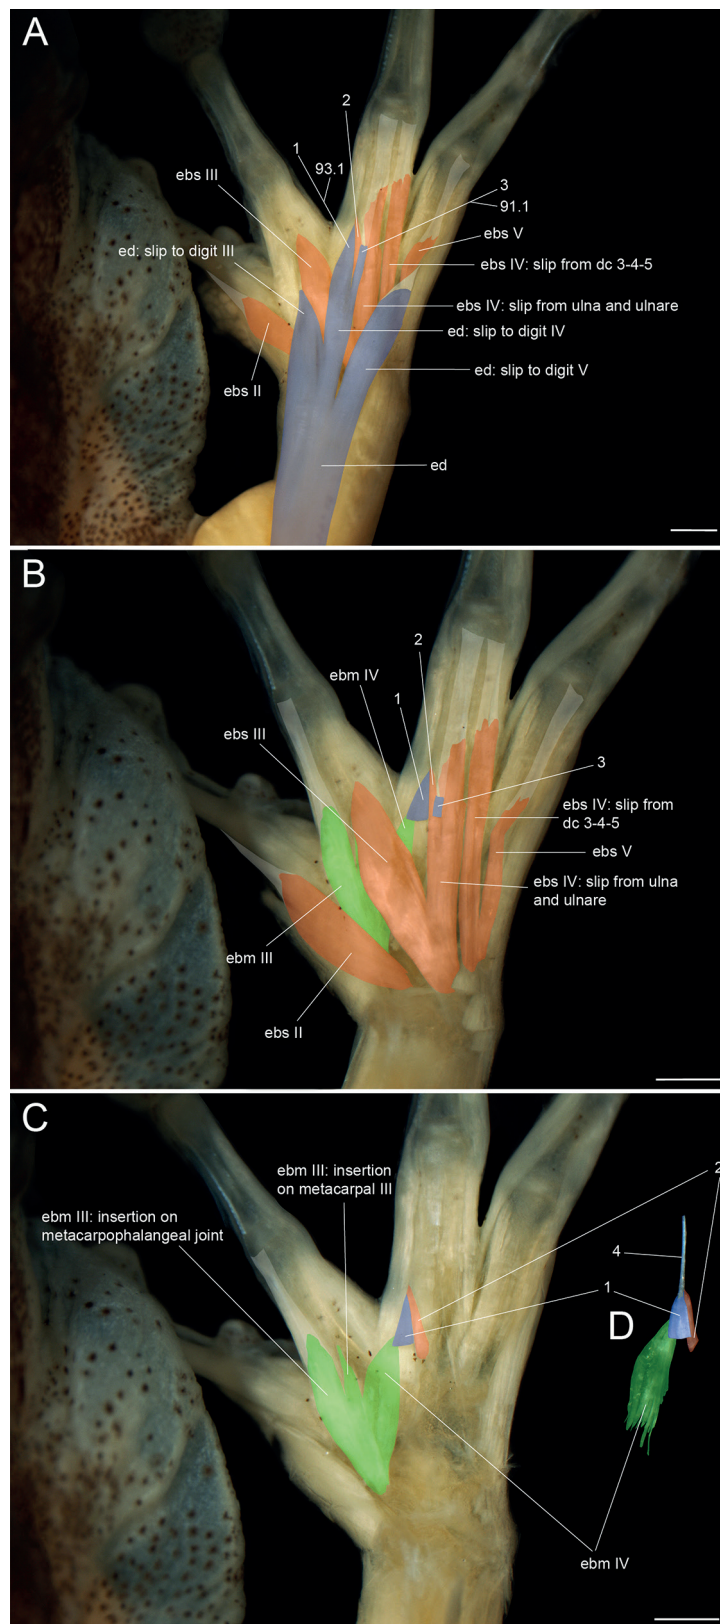 A
2
1
93.1
ebs III
3
91.1
ebs V
ed: slip to digit III
ebs IV: slip from dc 3-4-5
ebs IV: slip from ulna and ulnare
ed: slip to digit IV
ebs II
ed: slip to digit V
ed
B
2
ebm IV
1
ebs III
3
ebs IV: slip from
dc 3-4-5
ebs V
ebs IV: slip from ulna
and ulnare
ebm III
ebs II
C
ebm III: insertion
on metacarpal III
2
ebm III: insertion on
metacarpophalangeal joint
4
1
D
ebm IV